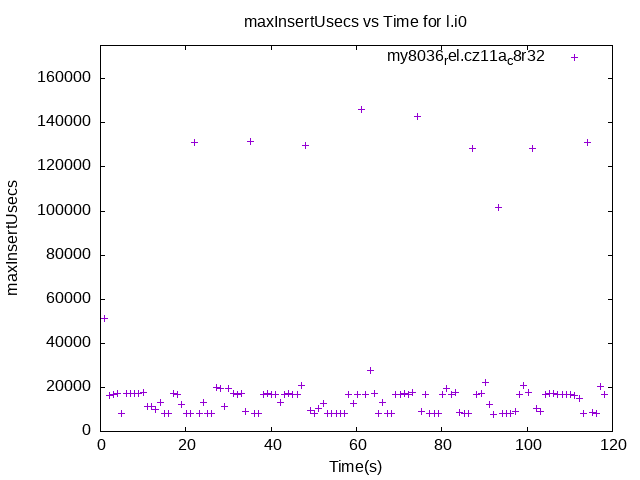 maxInsertUsecs vs Time for l.i0
my8036rel.cz11ac8r32
160000
140000
120000
100000
80000
60000
40000
20000
0
maxInsertUsecs
0 20 40 60 80 100 120
Time(s)